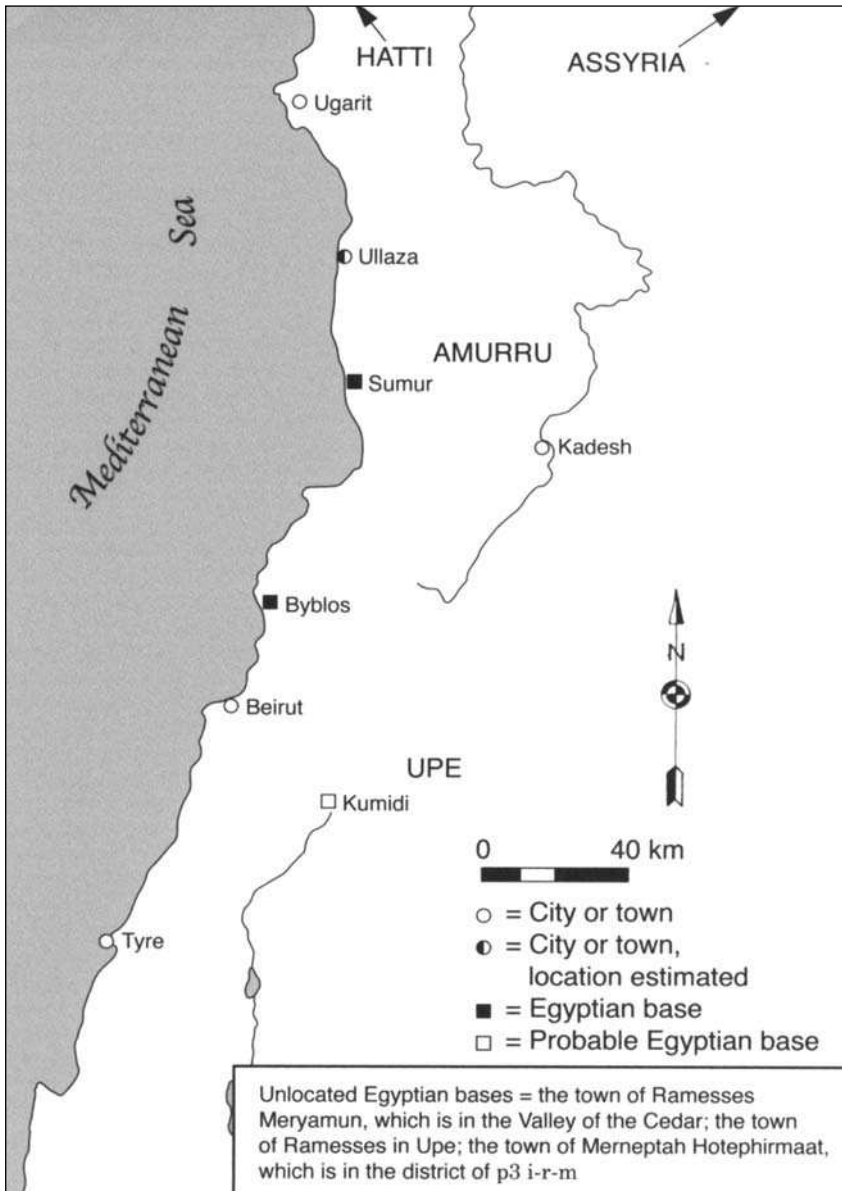 HATTI
ASSYRIA
Ugarit
Mediterranean Sea
Ullaza
AMURRU
Sumur
Kadesh
Byblos
N
Beirut
UPE
Kumidi
0 40 km
= City or town
Tyre
= City or town,
location estimated
= Egyptian base
= Probable Egyptian base
Unlocated Egyptian bases = the town of Ramesses
Meryamun, which is in the Valley of the Cedar; the town
of Ramesses in Upe; the town of Merneptah Hotephirmaat,
which is in the district of p3 i-r-m